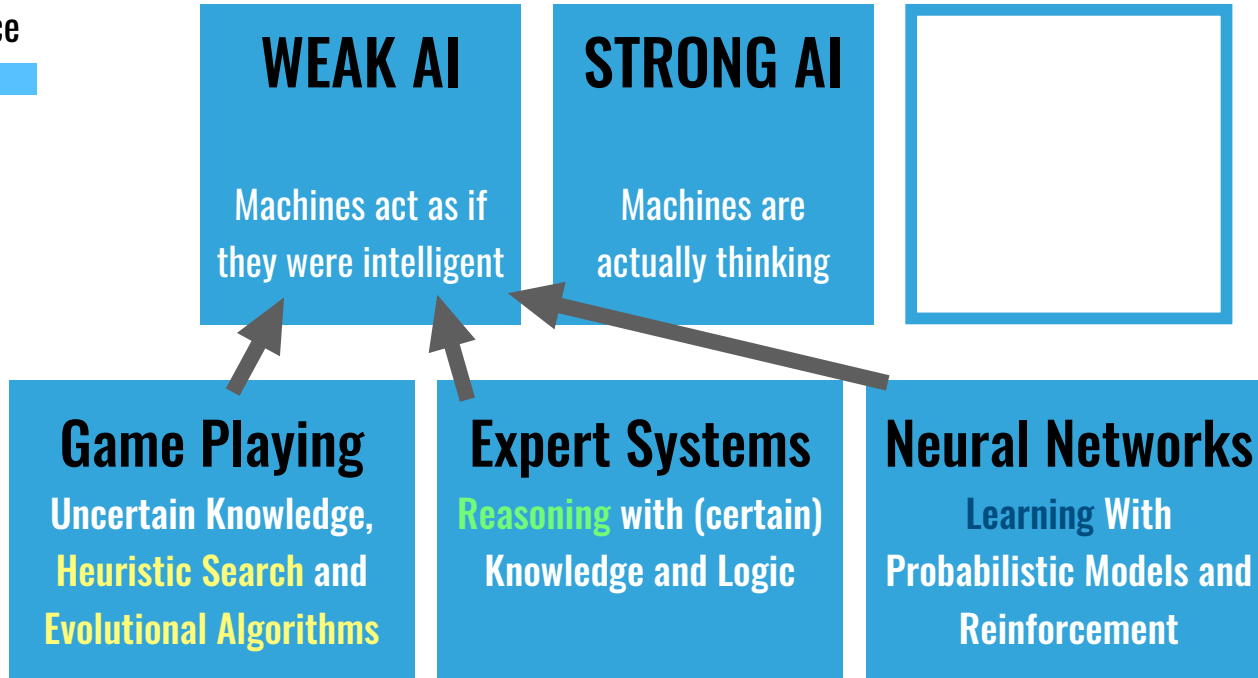 WEAK AI
Machines act as if
they were intelligent
STRONG AI
Machines are
actually thinking
Game Playing
Uncertain Knowledge,
Heuristic Search and
Evolutional Algorithms
Expert Systems
Reasoning with (certain)
Knowledge and Logic
Neural Networks
Learning With
Probabilistic Models and
Reinforcement